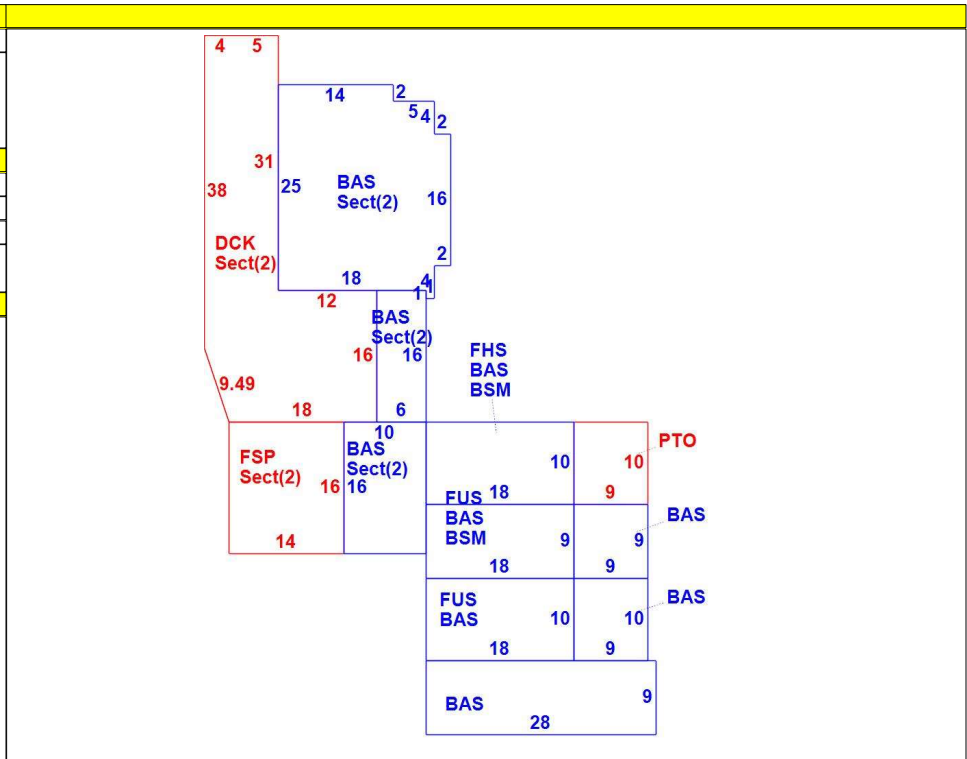 4 5
14 2
5 4 2
31
38 25
BAS
Sect(2)
16
DCK
Sect(2)
2
18 4
1 1
12
BAS
Sect(2)
16 16
FHS
BAS
BSM
9.49
18 6
10
FSP
Sect(2)
BAS
Sect(2)
16 16
14
10 10
PTO
18 9
FUS
BAS
BSM
9 9
BAS
18 9
FUS
BAS
10 10
BAS
18 9
BAS
9
28